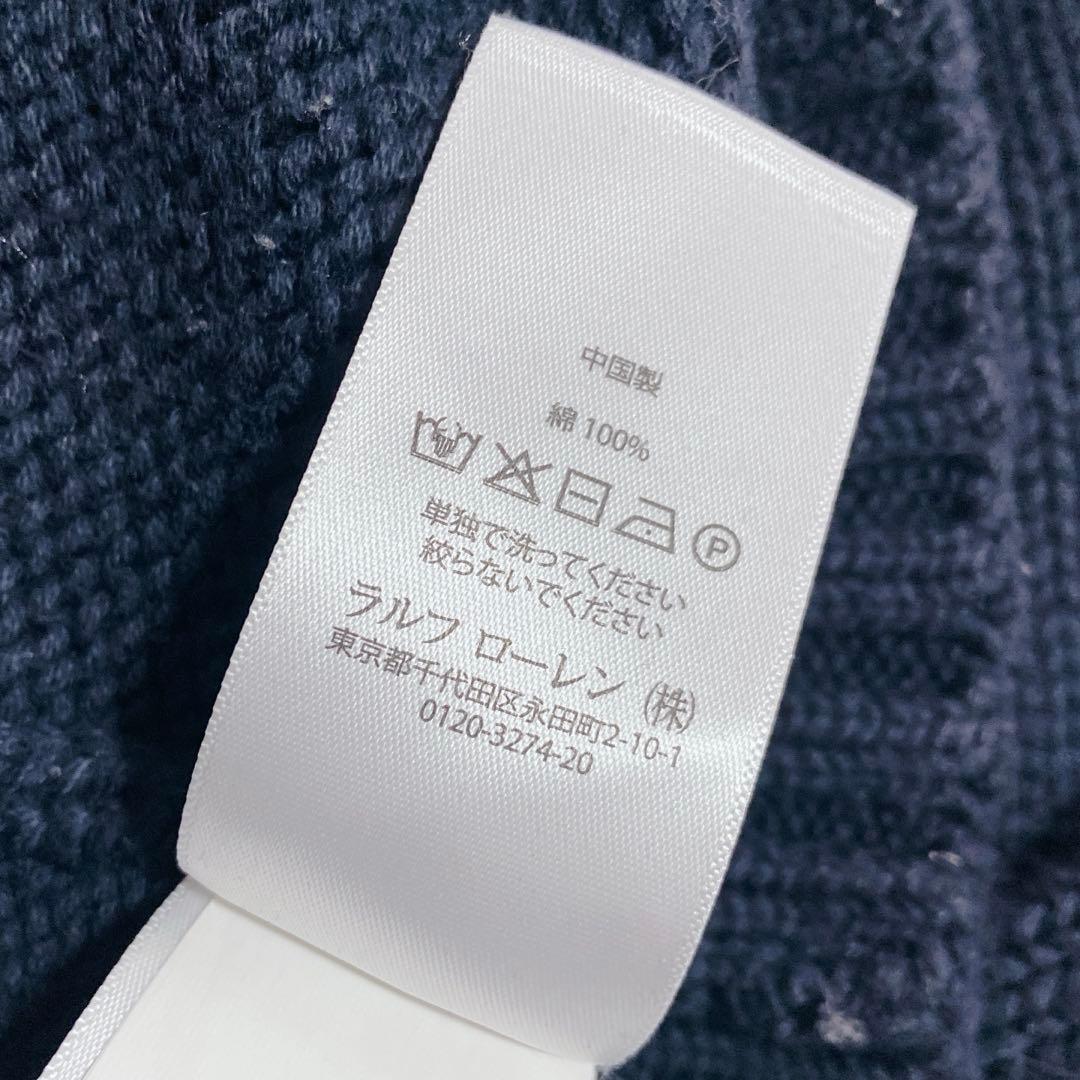 中国製
綿 100%
P
単独で洗ってください
絞らないでください
ラルフ ローレン (株)
東京都千代田区永田町2-10-1
0120-3274-20